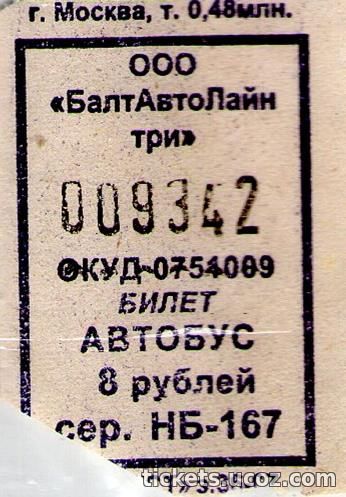 г. Москва, т. 0,48млн.
ООО
«БалтАвтоЛайн
три»
009342
ОКУД 0754009
БИЛЕТ
АВТОБУС
8 рублей
сер. НБ-167
tickets.ucoz.com